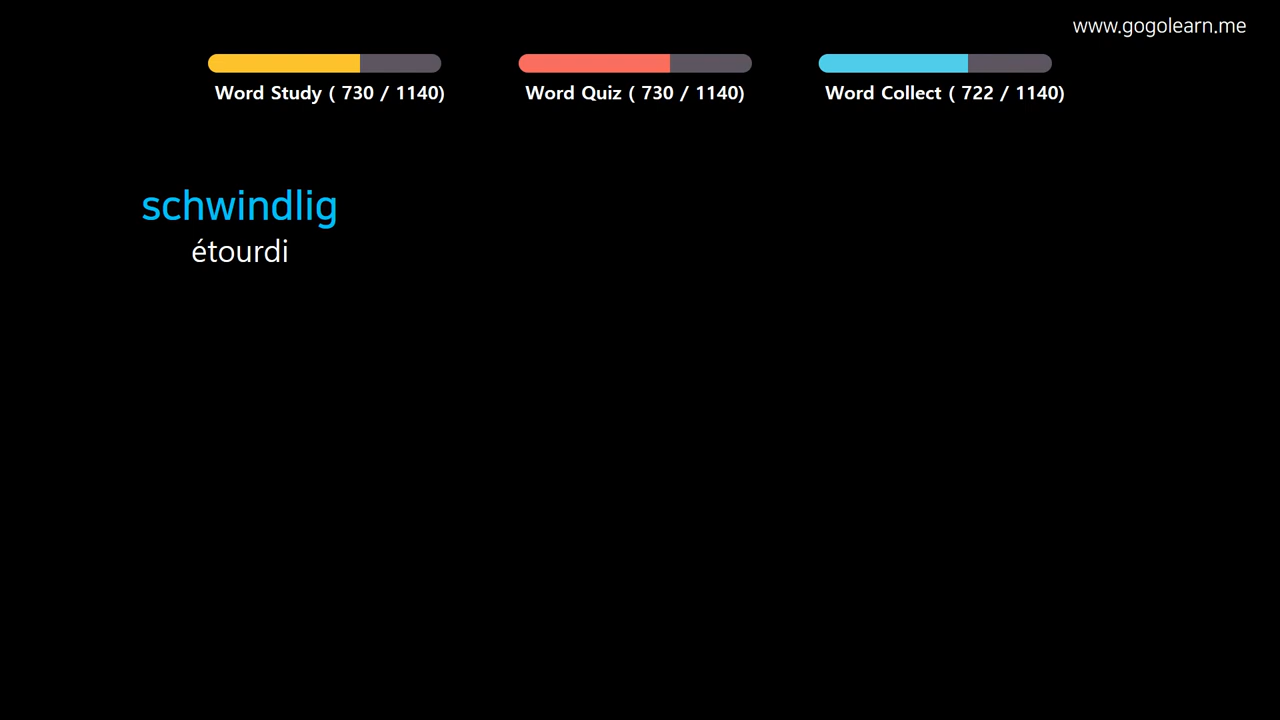 www.gogolearn.me
Word Study ( 730 / 1140)
Word Quiz ( 730 / 1140)
Word Collect ( 722 / 1140)
schwindlig
étourdi